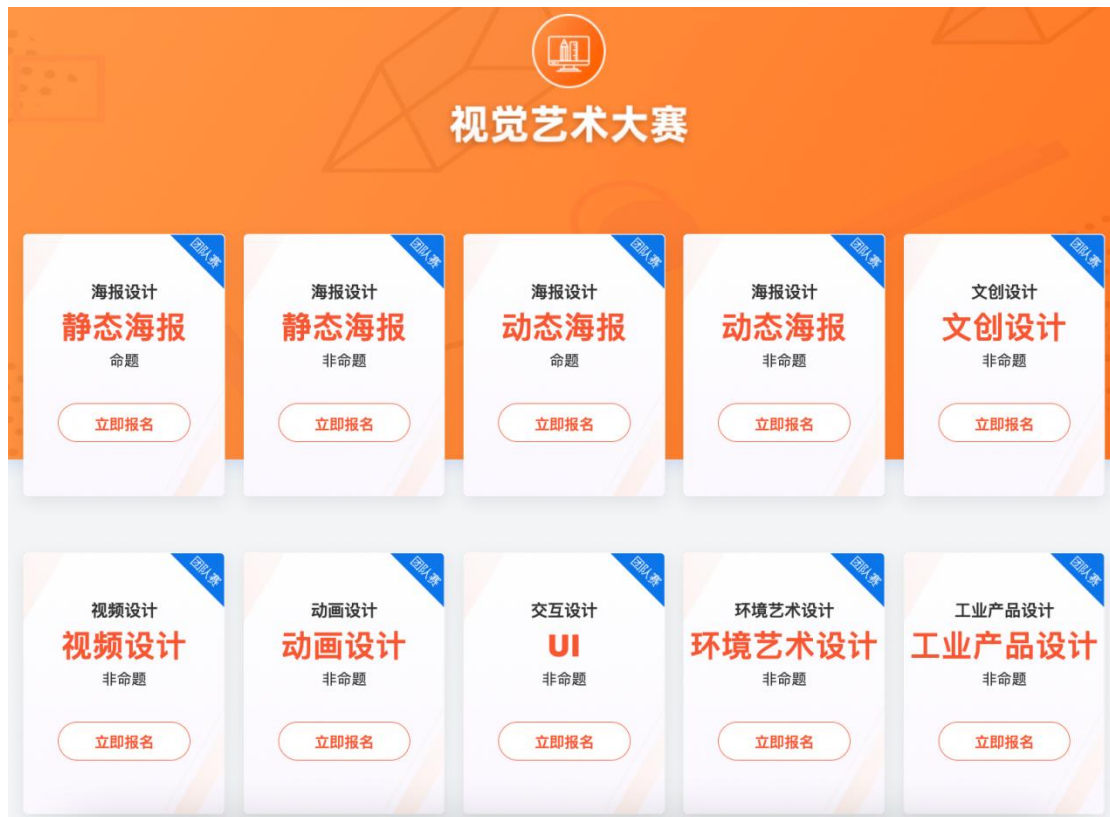 视觉艺术大赛
团队赛
海报设计
静态海报
命题
立即报名
团队赛
海报设计
静态海报
非命题
立即报名
团队赛
海报设计
动态海报
命题
立即报名
团队赛
海报设计
动态海报
非命题
立即报名
团队赛
文创设计
文创设计
非命题
立即报名
团队赛
视频设计
视频设计
非命题
立即报名
团队赛
动画设计
动画设计
非命题
立即报名
团队赛
交互设计
UI
非命题
立即报名
团队赛
环境艺术设计
环境艺术设计
非命题
立即报名
团队赛
工业产品设计
工业产品设计
非命题
立即报名